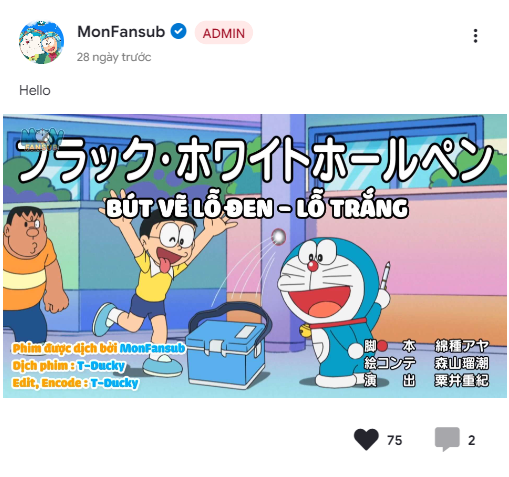 MonFansub ADMIN
28 ngày trước
Hello
FANSUB
ブラック・ホワイトホールペン
BÚT VẼ LỖ ĐEN - LỖ TRẮNG
Phim được dịch bởi MonFansub
Dịch phim : T-Ducky
Edit, Encode : T-Ducky
脚 本 綿種アヤ
絵コンテ 森山瑠潮
演 出 粟井重紀
75 2